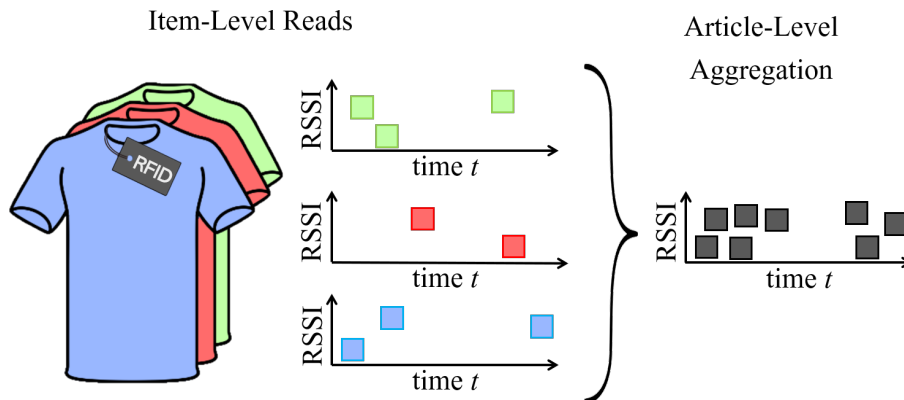 Item-Level Reads
Article-Level
Aggregation
RFID
RSSI
time t
RSSI
time t
RSSI
time t
RSSI
time t